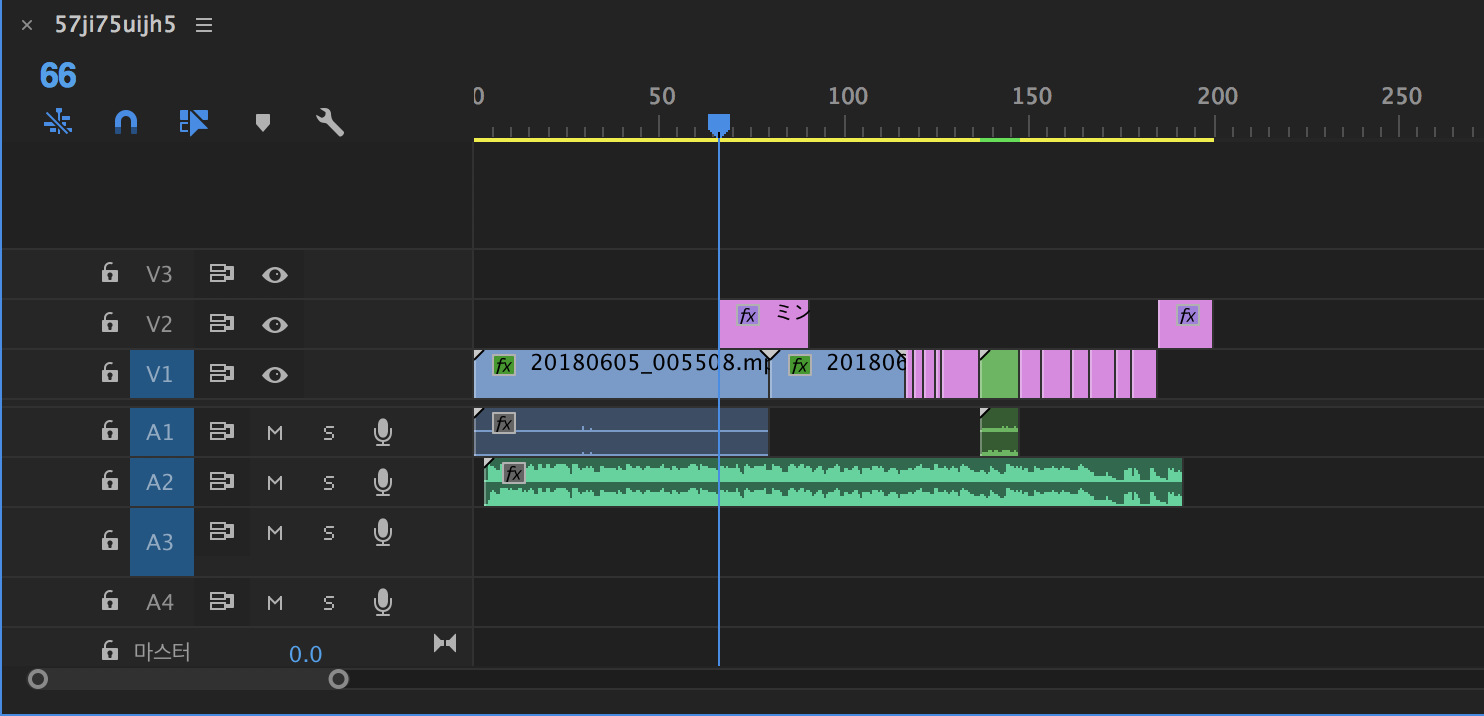 57ji75uijh5
66
0 50 100 150 200 250
V3
V2 fx ミン fx
V1 fx 20180605_005508.mp fx 201806
A1 M S fx
A2 M S fx
A3 M S
A4 M S
마스터 0.0